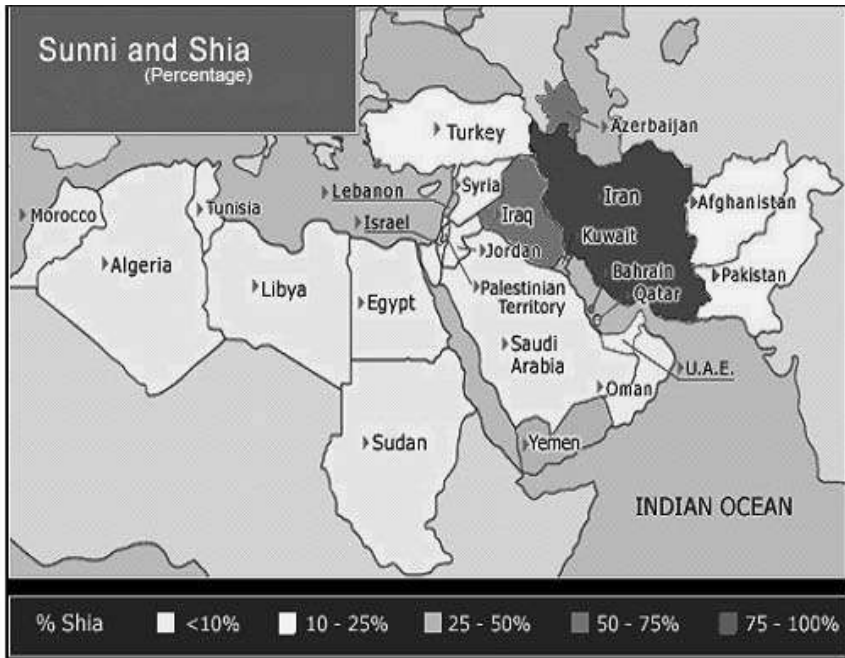 Sunni and Shia
(Percentage)
Azerbaijan
Turkey
Lebanon
Syria
Iran
Afghanistan
Morocco
Tunisia
Israel
Iraq
Kuwait
Jordan
Algeria
Bahrain
Pakistan
Libya
Egypt
Palestinian
Territory
Qatar
Saudi
Arabia
U.A.E.
Oman
Sudan
Yemen
INDIAN OCEAN
% Shia <10% 10 - 25% 25 - 50% 50 - 75% 75 - 100%